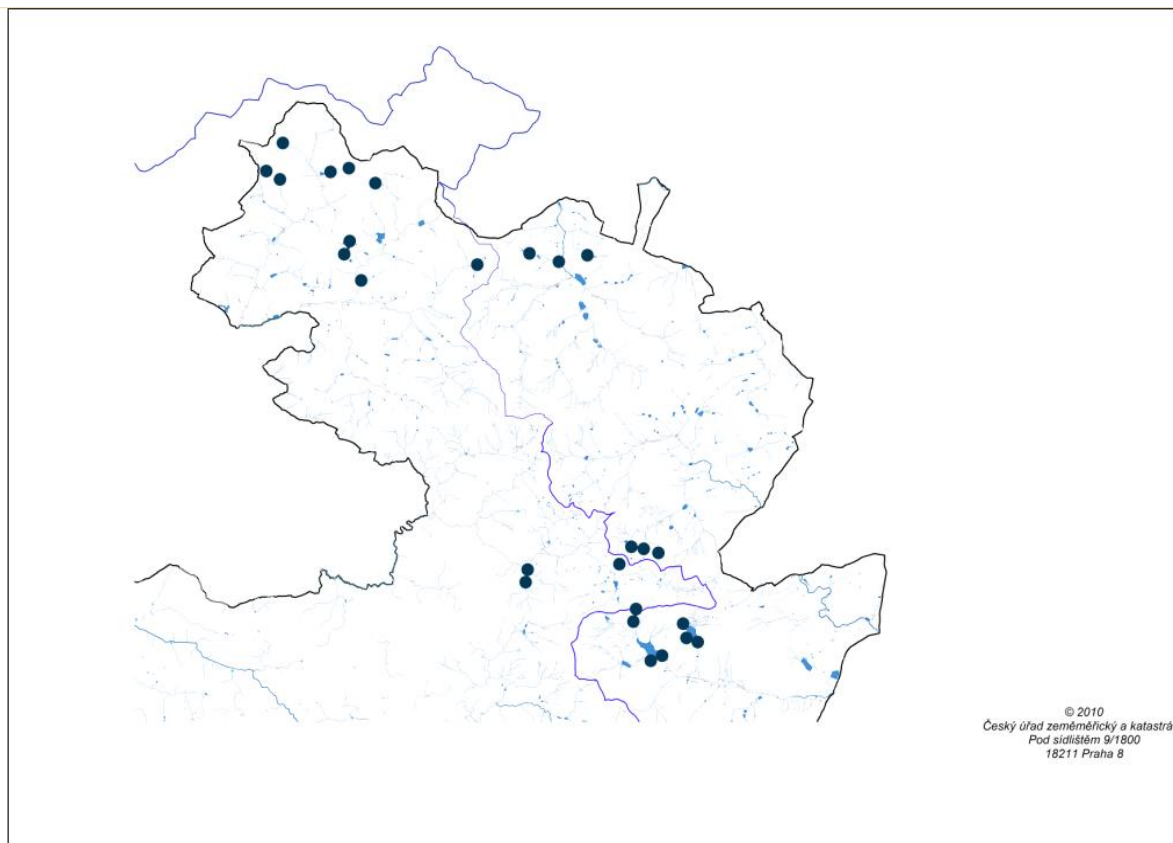 © 2010
Český úřad zeměměřický a katastrá
Pod sídlištěm 9/1800
18211 Praha 8